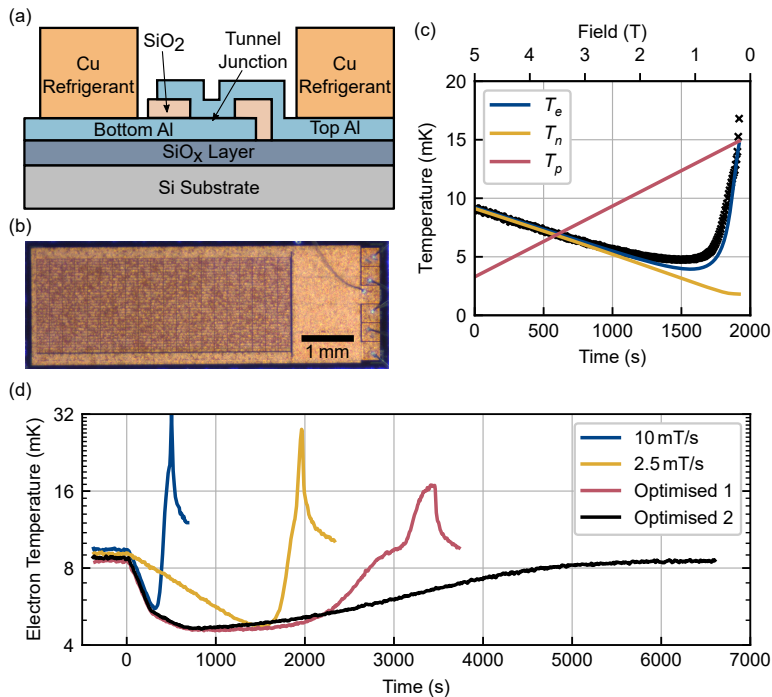 (a)
SiO2
Tunnel
Junction
Cu
Refrigerant
Cu
Refrigerant
Bottom Al
Top Al
SiOx Layer
Si Substrate
(b)
1 mm
(c)
Field (T)
5 4 3 2 1 0
Temperature (mK)
20
15
10
5
0
Te
Tn
Tp
0 500 1000 1500 2000
Time (s)
(d)
Electron Temperature (mK)
32
16
8
4
10 mT/s
2.5 mT/s
Optimised 1
Optimised 2
0 1000 2000 3000 4000 5000 6000 7000
Time (s)